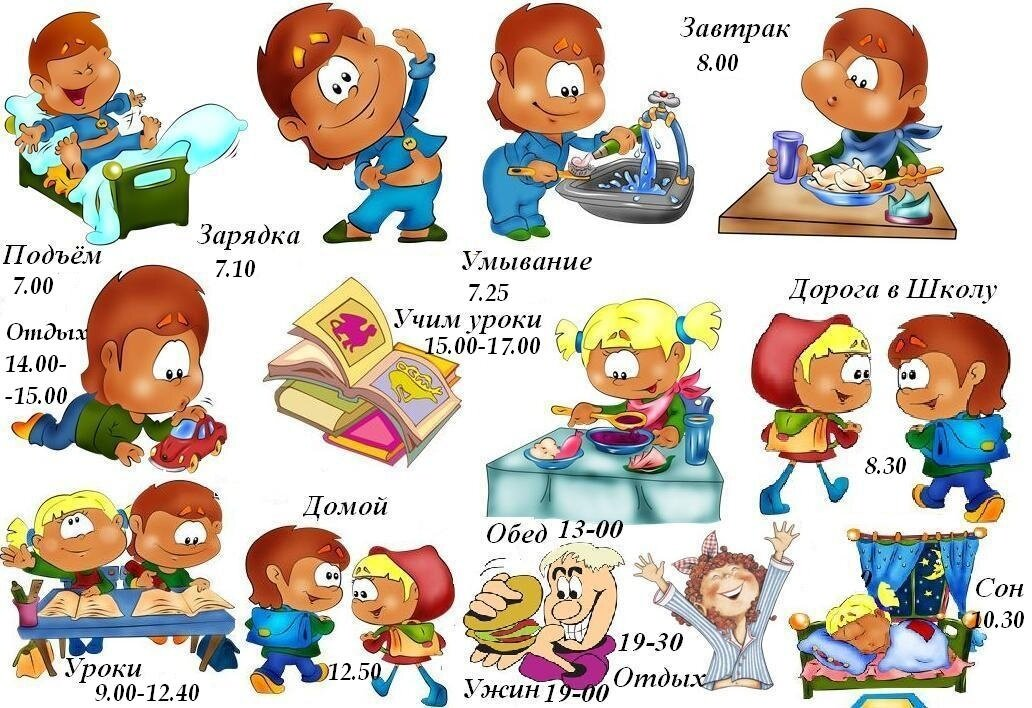 Завтрак
8.00
Подъём
7.00
Зарядка
7.10
Умывание
7.25
Дорога в Школу
8.30
Отдых
14.00-
-15.00
Учим уроки
15.00-17.00
Обед 13-00
Уроки
9.00-12.40
Домой
12.50
Ужин 19-00
19-30
Отдых
Сон
10.30